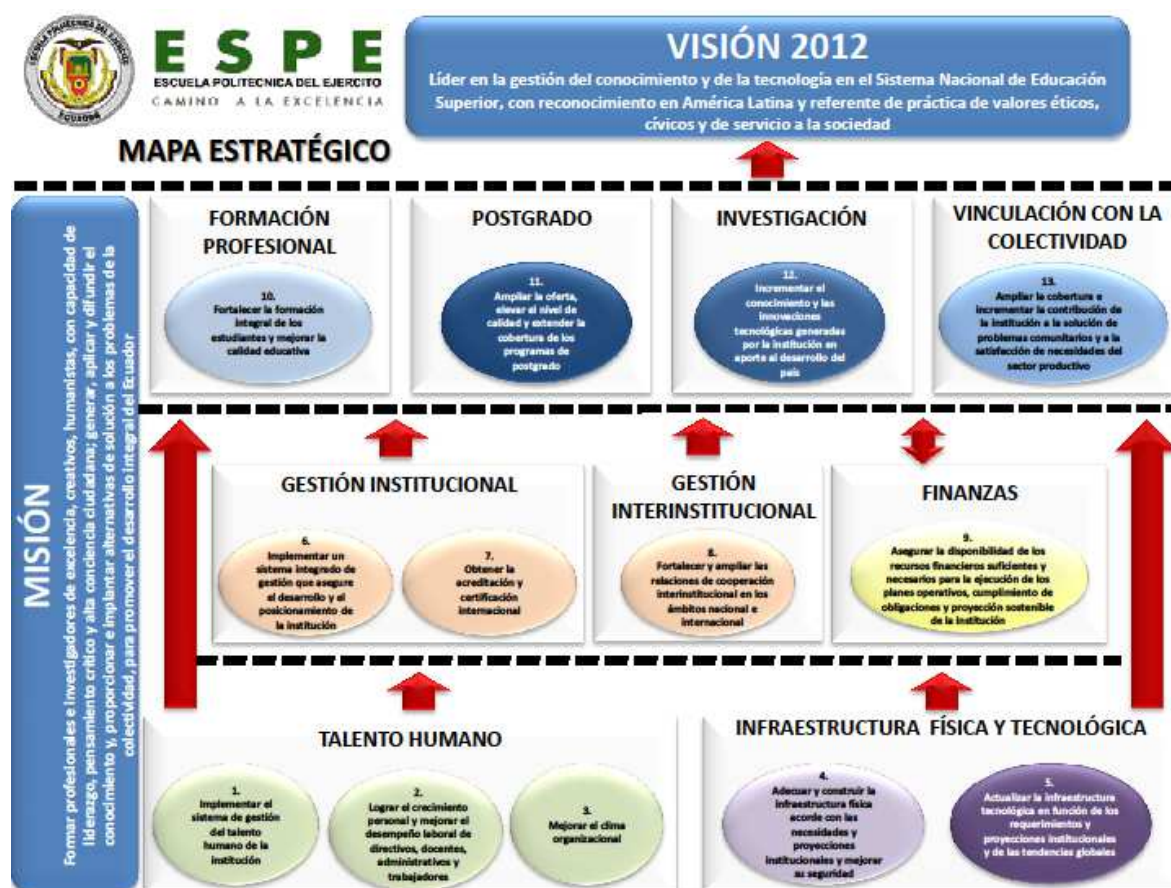 ESCUELA POLITECNICA DEL EJERCITO
ECUADOR
ESPE
ESCUELA POLITECNICA DEL EJERCITO
CAMINO A LA EXCELENCIA
MAPA ESTRATÉGICO
VISIÓN 2012
Líder en la gestión del conocimiento y de la tecnología en el Sistema Nacional de Educación
Superior, con reconocimiento en América Latina y referente de práctica de valores éticos,
cívicos y de servicio a la sociedad
MISIÓN
Formar profesionales e investigadores de excelencia, creativos, humanistas, con capacidad de
liderazgo, pensamiento crítico y alta conciencia ciudadana; generar, aplicar y difundir el
conocimiento y, proporcionar e implantar alternativas de solución a los problemas de la
colectividad, para promover el desarrollo integral del Ecuador
FORMACIÓN
PROFESIONAL
10.
Fortalecer la formación
integral de los
estudiantes y mejorar la
calidad educativa
POSTGRADO
11.
Ampliar la oferta,
elevar el nivel de
calidad y extender la
cobertura de los
programas de
postgrado
INVESTIGACIÓN
12.
Incrementar el
conocimiento y las
innovaciones
tecnológicas generadas
por la institución en
aporte al desarrollo del
país
VINCULACIÓN CON LA
COLECTIVIDAD
13.
Ampliar la cobertura e
incrementar la contribución de
la institución a la solución de
problemas comunitarios y a la
satisfacción de necesidades del
sector productivo
GESTIÓN INSTITUCIONAL
6.
Implementar un
sistema integrado de
gestión que asegure
el desarrollo y el
posicionamiento de
la institución
7.
Obtener la
acreditación y
certificación
internacional
GESTIÓN
INTERINSTITUCIONAL
8.
Fortalecer y ampliar las
relaciones de cooperación
interinstitucional en los
ámbitos nacional e
internacional
FINANZAS
9.
Asegurar la disponibilidad de los
recursos financieros suficientes y
necesarios para la ejecución de los
planes operativos, cumplimiento de
obligaciones y proyección sostenible
de la institución
TALENTO HUMANO
1.
Implementar el
sistema de gestión
del talento
humano de la
institución
2.
Lograr el crecimiento
personal y mejorar el
desempeño laboral de
directivos, docentes,
administrativos y
trabajadores
3.
Mejorar el clima
organizacional
INFRAESTRUCTURA FÍSICA Y TECNOLÓGICA
4.
Adecuar y construir la
infraestructura física
acorde con las
necesidades y
proyecciones
institucionales y mejorar
su seguridad
5.
Actualizar la infraestructura
tecnológica en función de los
requerimientos y
proyecciones institucionales
y de las tendencias globales